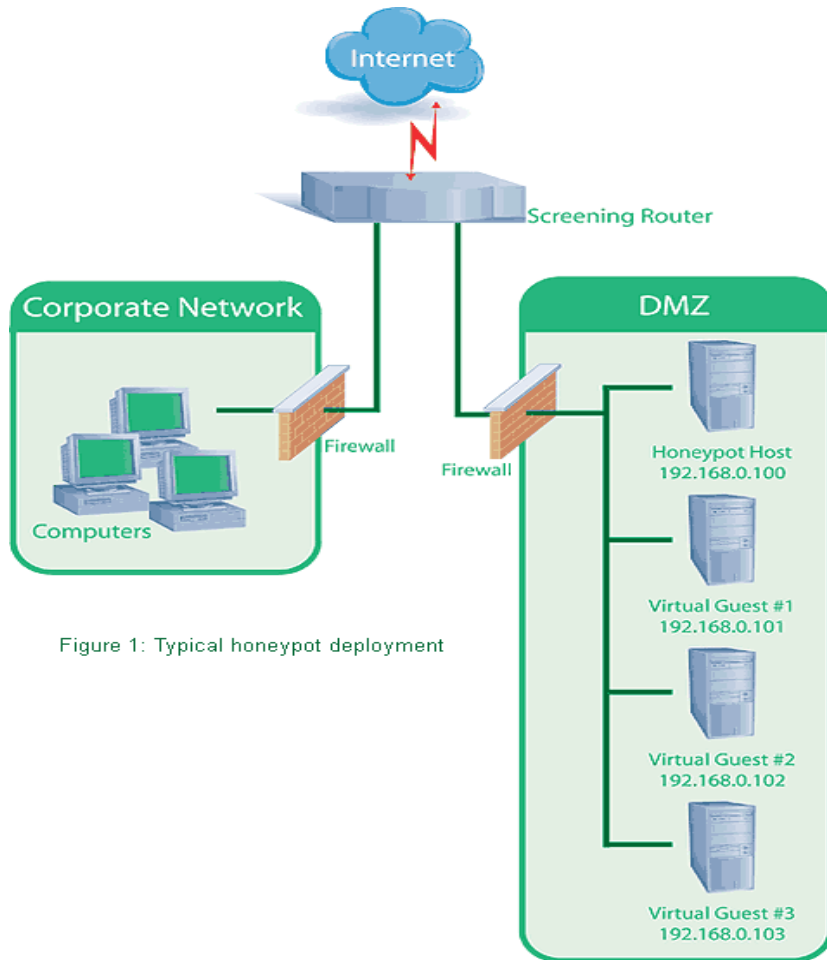 Internet
Screening Router
Corporate Network
Firewall
Computers
DMZ
Firewall
Honeypot Host
192.168.0.100
Virtual Guest #1
192.168.0.101
Virtual Guest #2
192.168.0.102
Virtual Guest #3
192.168.0.103
Figure 1: Typical honeypot deployment